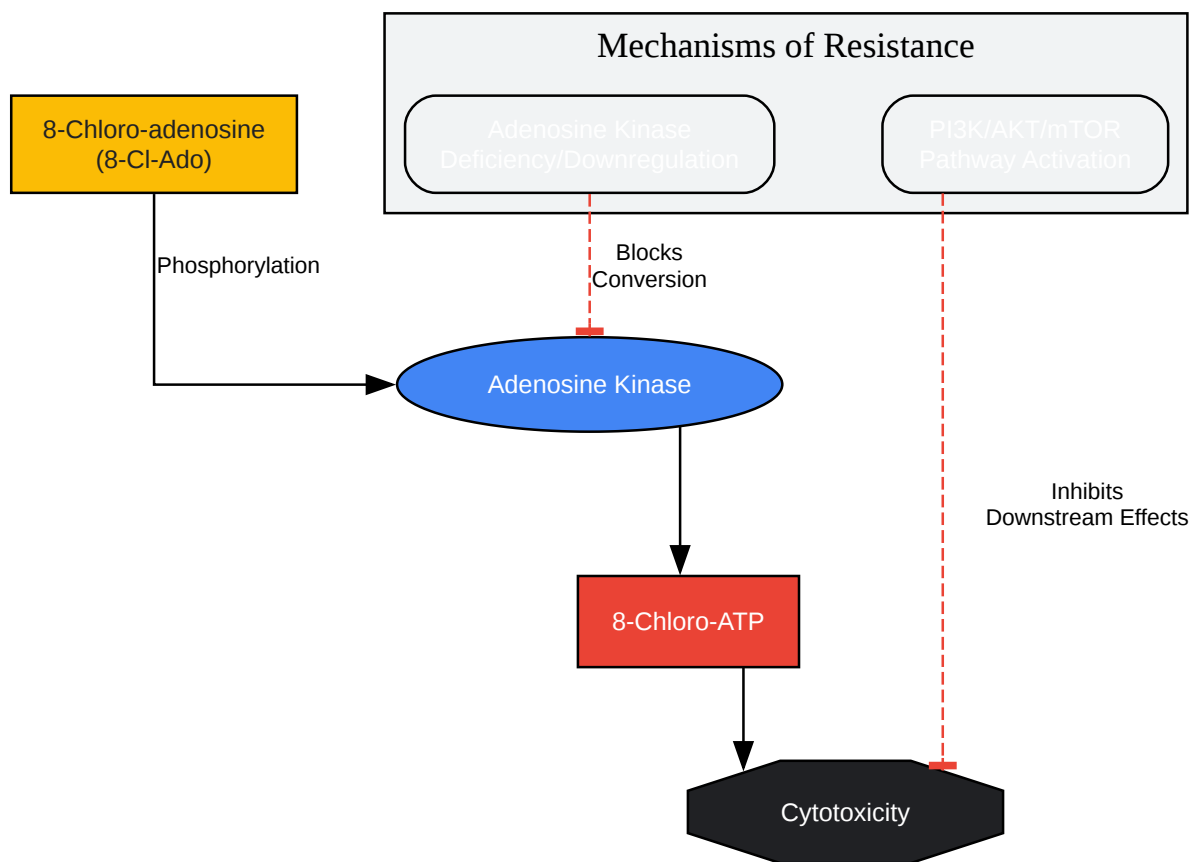 Mechanisms of Resistance
8-Chloro-adenosine
(8-Cl-Ado)
Adenosine Kinase
Deficiency/Downregulation
PI3K/AKT/mTOR
Pathway Activation
Phosphorylation
Blocks
Conversion
Adenosine Kinase
Inhibits
Downstream Effects
8-Chloro-ATP
Cytotoxicity